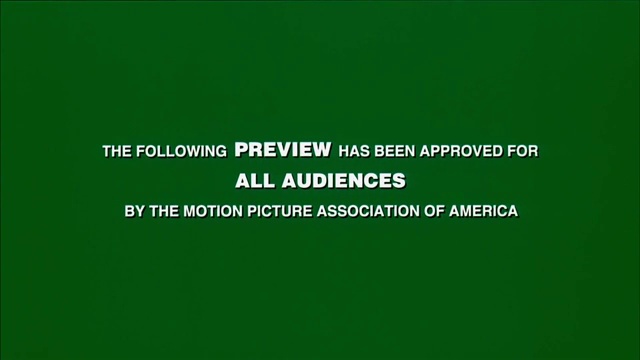 THE FOLLOWING PREVIEW HAS BEEN APPROVED FOR
ALL AUDIENCES
BY THE MOTION PICTURE ASSOCIATION OF AMERICA